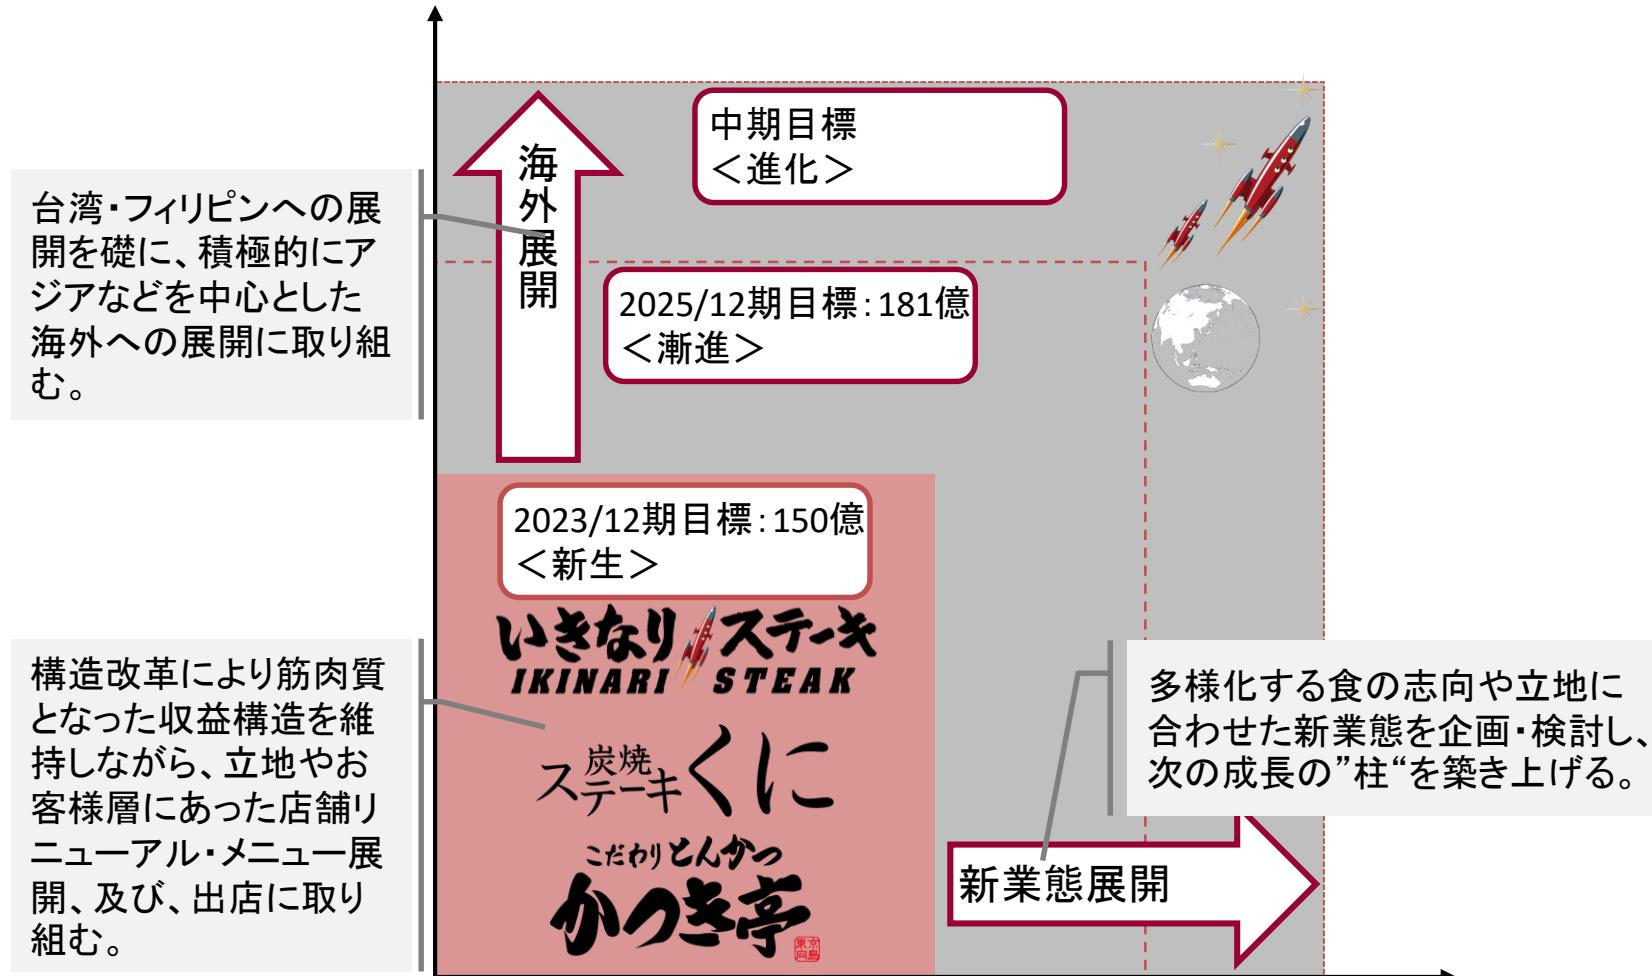 中期目標
＜進化＞
海外展開
台湾・フィリピンへの展
開を礎に、積極的にア
ジアなどを中心とした
海外への展開に取り組
む。
2025/12期目標：181億
＜漸進＞
2023/12期目標：150億
＜新生＞
いきなりステーキ
IKINARI STEAK
炭焼
ステーキくに
こだわりとんかつ
かつき亭
構造改革により筋肉質
となった収益構造を維
持しながら、立地やお
客様層にあった店舗リ
ニューアル・メニュー展
開、及び、出店に取り
組む。
多様化する食の志向や立地に
合わせた新業態を企画・検討し、
次の成長の”柱“を築き上げる。
新業態展開